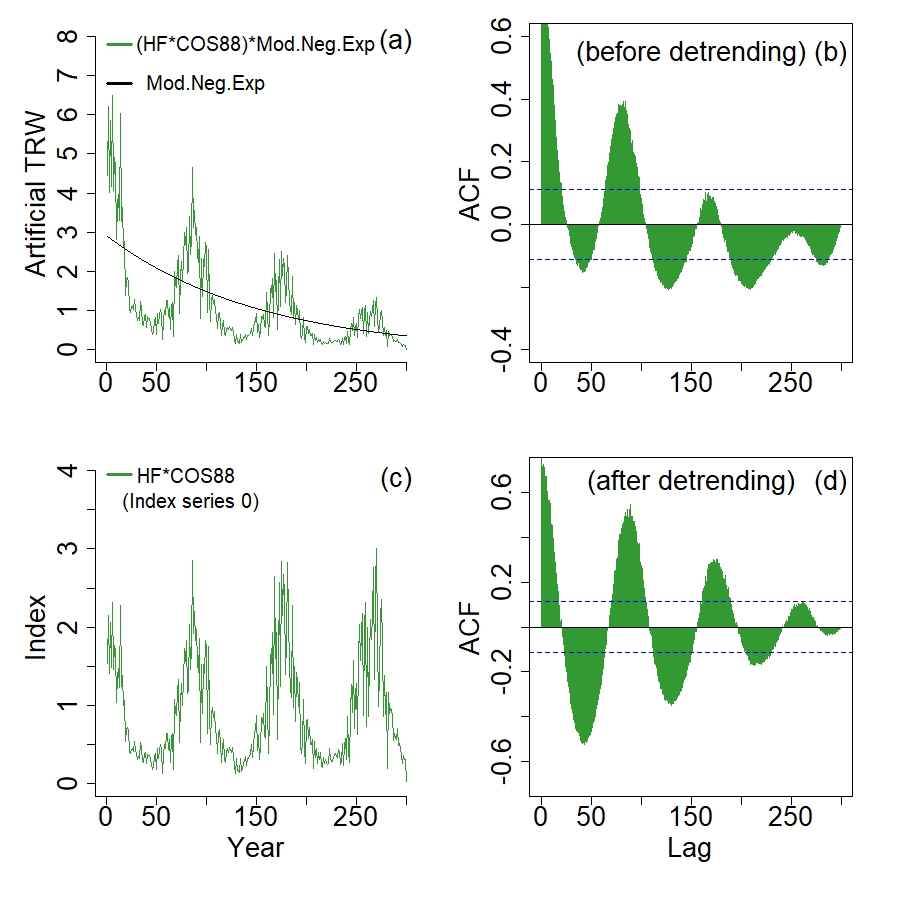 (HF*COS88)*Mod.Neg.Exp (a)
Mod.Neg.Exp
Artificial TRW
8
7
6
5
4
3
2
1
0
0 50 150 250
(before detrending) (b)
ACF
0.6
0.4
0.2
0.0
-0.4
0 50 150 250
HF*COS88 (c)
(Index series 0)
Index
4
3
2
1
0
0 50 150 250
Year
(after detrending) (d)
ACF
0.6
0.2
-0.2
-0.6
0 50 150 250
Lag